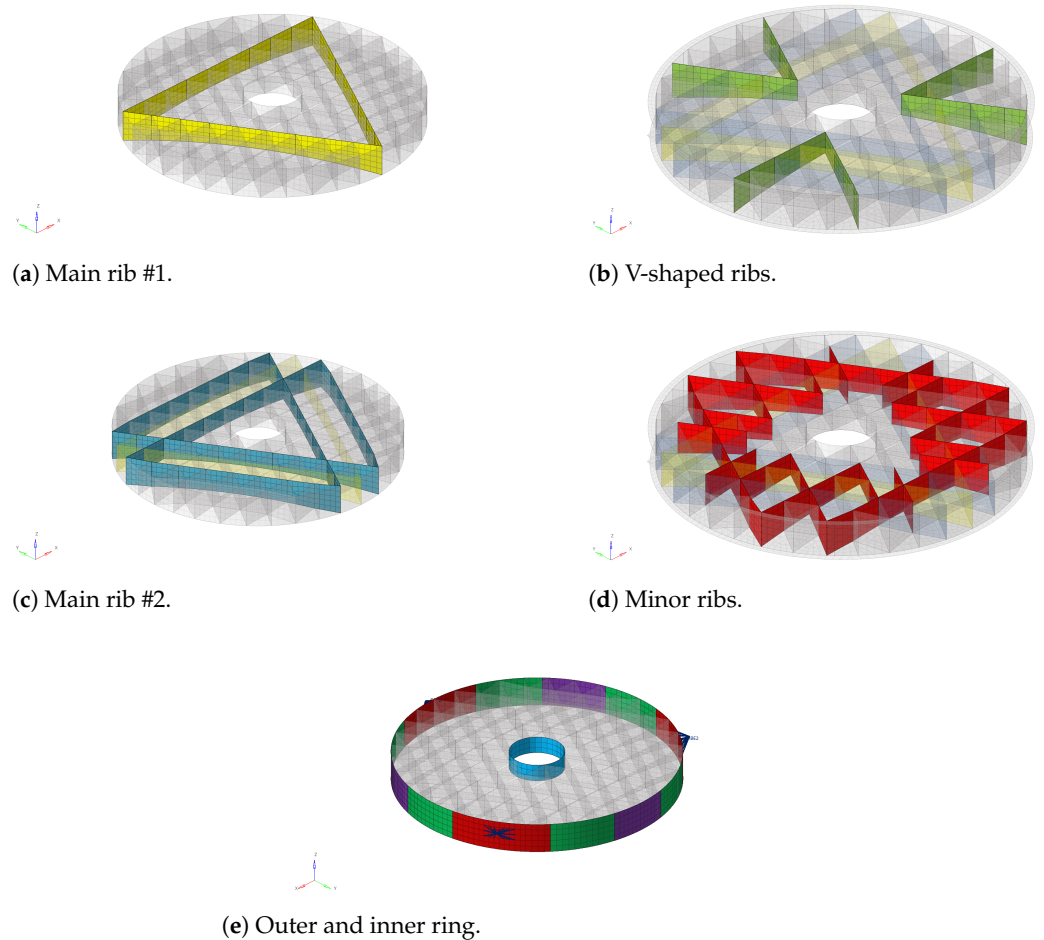 Z
Y
X
(a) Main rib #1.
Z
Y
X
(b) V-shaped ribs.
Z
Y
X
(c) Main rib #2.
Z
Y
X
(d) Minor ribs.
Z
X
Y
(e) Outer and inner ring.